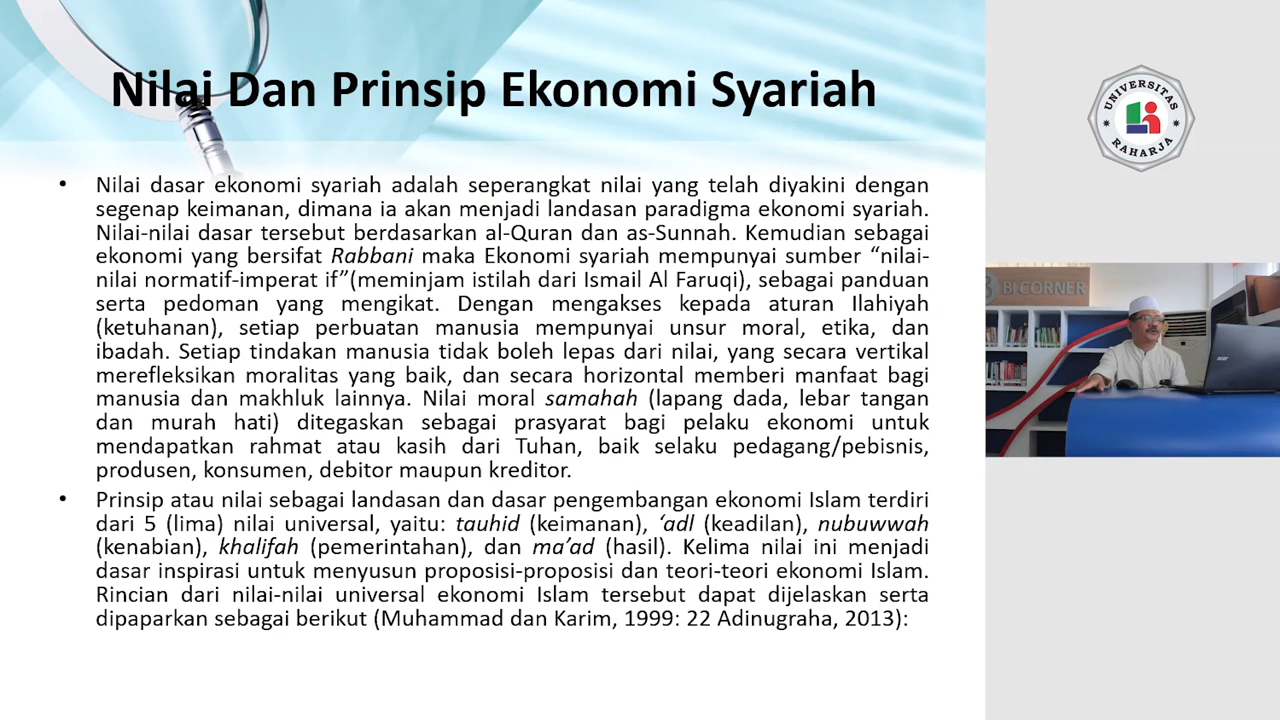 Nilai Dan Prinsip Ekonomi Syariah
• Nilai dasar ekonomi syariah adalah seperangkat nilai yang telah diyakini dengan
segenap keimanan, dimana ia akan menjadi landasan paradigma ekonomi syariah.
Nilai-nilai dasar tersebut berdasarkan al-Quran dan as-Sunnah. Kemudian sebagai
ekonomi yang bersifat Rabbani maka Ekonomi syariah mempunyai sumber “nilai-
nilai normatif-imperat if”(meminjam istilah dari Ismail Al Faruqi), sebagai panduan
serta pedoman yang mengikat. Dengan mengakses kepada aturan Ilahiyah
(ketuhanan), setiap perbuatan manusia mempunyai unsur moral, etika, dan
ibadah. Setiap tindakan manusia tidak boleh lepas dari nilai, yang secara vertikal
merefleksikan moralitas yang baik, dan secara horizontal memberi manfaat bagi
manusia dan makhluk lainnya. Nilai moral samahah (lapang dada, lebar tangan
dan murah hati) ditegaskan sebagai prasyarat bagi pelaku ekonomi untuk
mendapatkan rahmat atau kasih dari Tuhan, baik selaku pedagang/pebisnis,
produsen, konsumen, debitor maupun kreditor.
• Prinsip atau nilai sebagai landasan dan dasar pengembangan ekonomi Islam terdiri
dari 5 (lima) nilai universal, yaitu: tauhid (keimanan), ‘adl (keadilan), nubuwwah
(kenabian), khalifah (pemerintahan), dan ma’ad (hasil). Kelima nilai ini menjadi
dasar inspirasi untuk menyusun proposisi-proposisi dan teori-teori ekonomi Islam.
Rincian dari nilai-nilai universal ekonomi Islam tersebut dapat dijelaskan serta
dipaparkan sebagai berikut (Muhammad dan Karim, 1999: 22 Adinugraha, 2013):
UNIVERSITAS
RAHARJA
BI CORNER
acer